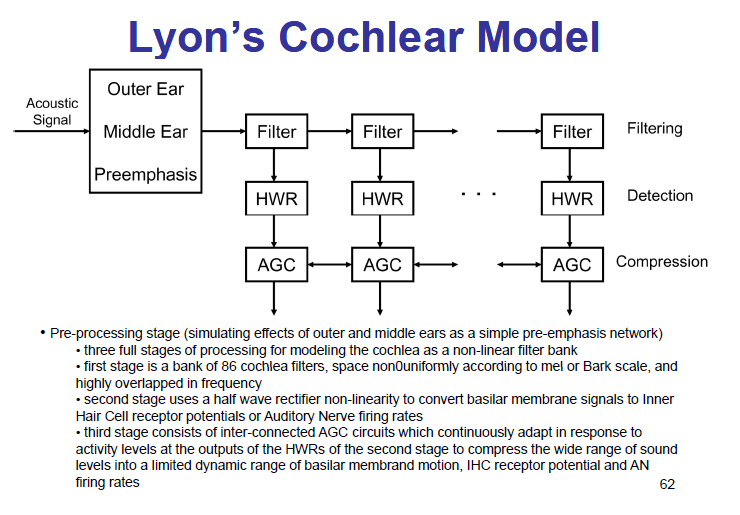 Lyon's Cochlear Model
Outer Ear
Acoustic
Signal
Middle Ear
Preemphasis
Filter
Filter
Filter
Filtering
HWR
HWR
. . .
HWR
Detection
AGC
AGC
AGC
Compression
• Pre-processing stage (simulating effects of outer and middle ears as a simple pre-emphasis network)
• three full stages of processing for modeling the cochlea as a non-linear filter bank
• first stage is a bank of 86 cochlea filters, space non0uniformly according to mel or Bark scale, and
highly overlapped in frequency
• second stage uses a half wave rectifier non-linearity to convert basilar membrane signals to Inner
Hair Cell receptor potentials or Auditory Nerve firing rates
• third stage consists of inter-connected AGC circuits which continuously adapt in response to
activity levels at the outputs of the HWRs of the second stage to compress the wide range of sound
levels into a limited dynamic range of basilar membrand motion, IHC receptor potential and AN
firing rates
62